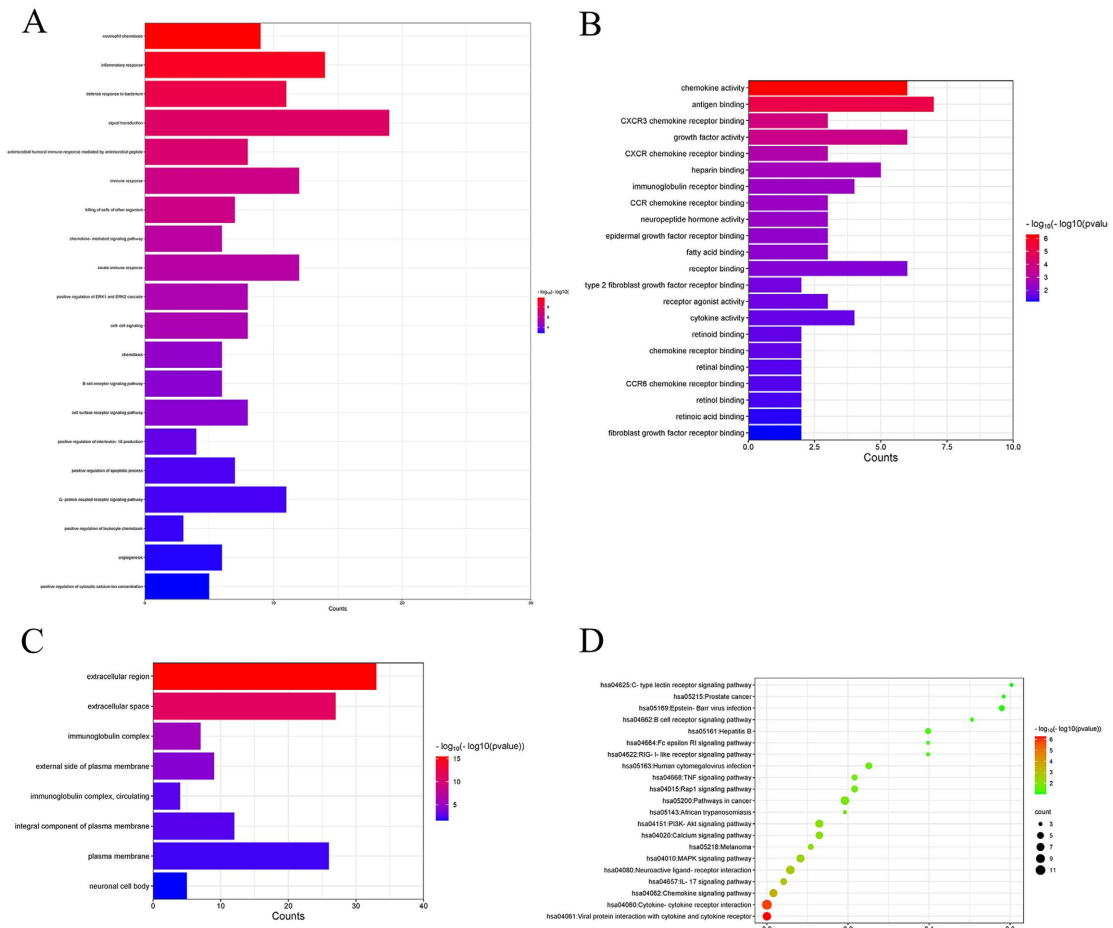 A
neutrophil chemotaxis
inflammatory response
defense response to bacterium
signal transduction
antimicrobial humoral immune response mediated by antimicrobial peptide
immune response
killing of cells of other organism
chemokine- mediated signaling pathway
innate immune response
positive regulation of ERK1 and ERK2 cascade
cell- cell signaling
chemotaxis
B cell receptor signaling pathway
cell surface receptor signaling pathway
positive regulation of interleukin- 10 production
positive regulation of apoptotic process
G- protein coupled receptor signaling pathway
positive regulation of leukocyte chemotaxis
angiogenesis
positive regulation of cytosolic calcium ion concentration
0 10 20 30
Counts
- log₁₀(-log10(
8
6
4
B
chemokine activity
antigen binding
CXCR3 chemokine receptor binding
growth factor activity
CXCR chemokine receptor binding
heparin binding
immunoglobulin receptor binding
CCR chemokine receptor binding
neuropeptide hormone activity
epidermal growth factor receptor binding
fatty acid binding
receptor binding
type 2 fibroblast growth factor receptor binding
receptor agonist activity
cytokine activity
retinoid binding
chemokine receptor binding
retinal binding
CCR6 chemokine receptor binding
retinol binding
retinoic acid binding
fibroblast growth factor receptor binding
0.0 2.5 5.0 7.5 10.0
Counts
- log₁₀(-log10(pvalue
6
5
4
3
2
C
extracellular region
extracellular space
immunoglobulin complex
external side of plasma membrane
immunoglobulin complex, circulating
integral component of plasma membrane
plasma membrane
neuronal cell body
0 10 20 30 40
Counts
- log₁₀(-log10(pvalue))
15
10
5
D
hsa04625:C- type lectin receptor signaling pathway
hsa05215:Prostate cancer
hsa05169:Epstein- Barr virus infection
hsa04662:B cell receptor signaling pathway
hsa05161:Hepatitis B
hsa04664:Fc epsilon RI signaling pathway
hsa04622:RIG- I- like receptor signaling pathway
hsa05163:Human cytomegalovirus infection
hsa04668:TNF signaling pathway
hsa04015:Rap1 signaling pathway
hsa05200:Pathways in cancer
hsa05143:African trypanosomiasis
hsa04151:PI3K- Akt signaling pathway
hsa04020:Calcium signaling pathway
hsa05218:Melanoma
hsa04010:MAPK signaling pathway
hsa04080:Neuroactive ligand- receptor interaction
hsa04657:IL- 17 signaling pathway
hsa04062:Chemokine signaling pathway
hsa04060:Cytokine- cytokine receptor interaction
hsa04061:Viral protein interaction with cytokine and cytokine receptor
- log₁₀(-log10(pvalue))
6
5
4
3
2
1
count
3
5
7
9
11